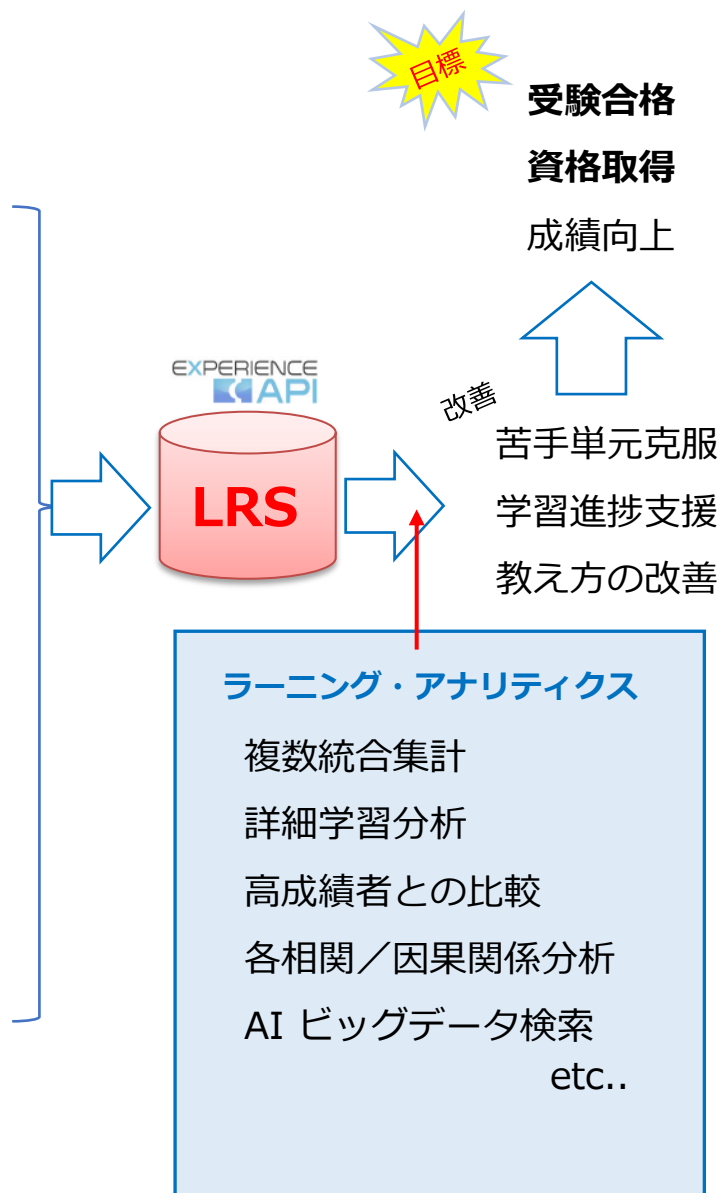 目標
受験合格
資格取得
成績向上
EXPERIENCE
API
改善
LRS
苦手単元克服
学習進捗支援
教え方の改善
ラーニング・アナリティクス
複数統合集計
詳細学習分析
高成績者との比較
各相関／因果関係分析
AI ビッグデータ検索
etc..